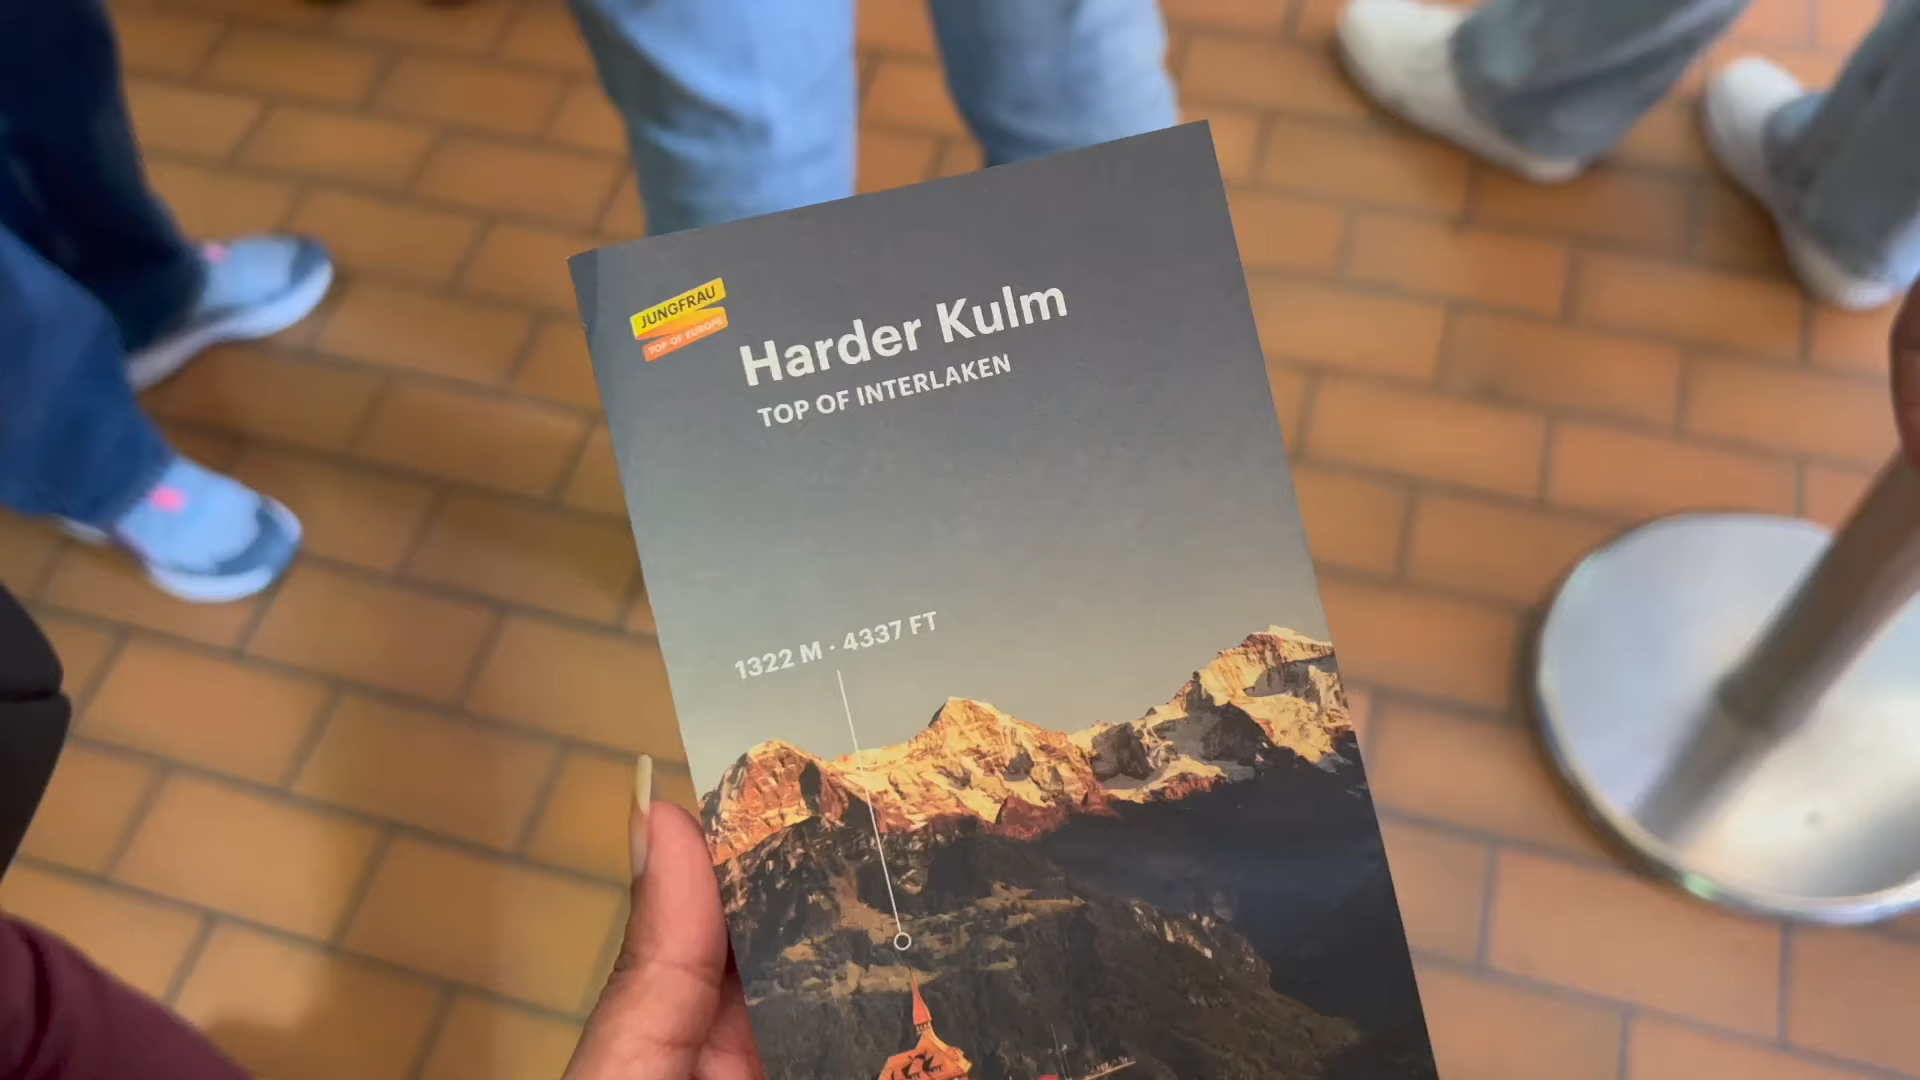 JUNGFRAU
TOP OF EUROPE
Harder Kulm
TOP OF INTERLAKEN
1322 M · 4337 FT